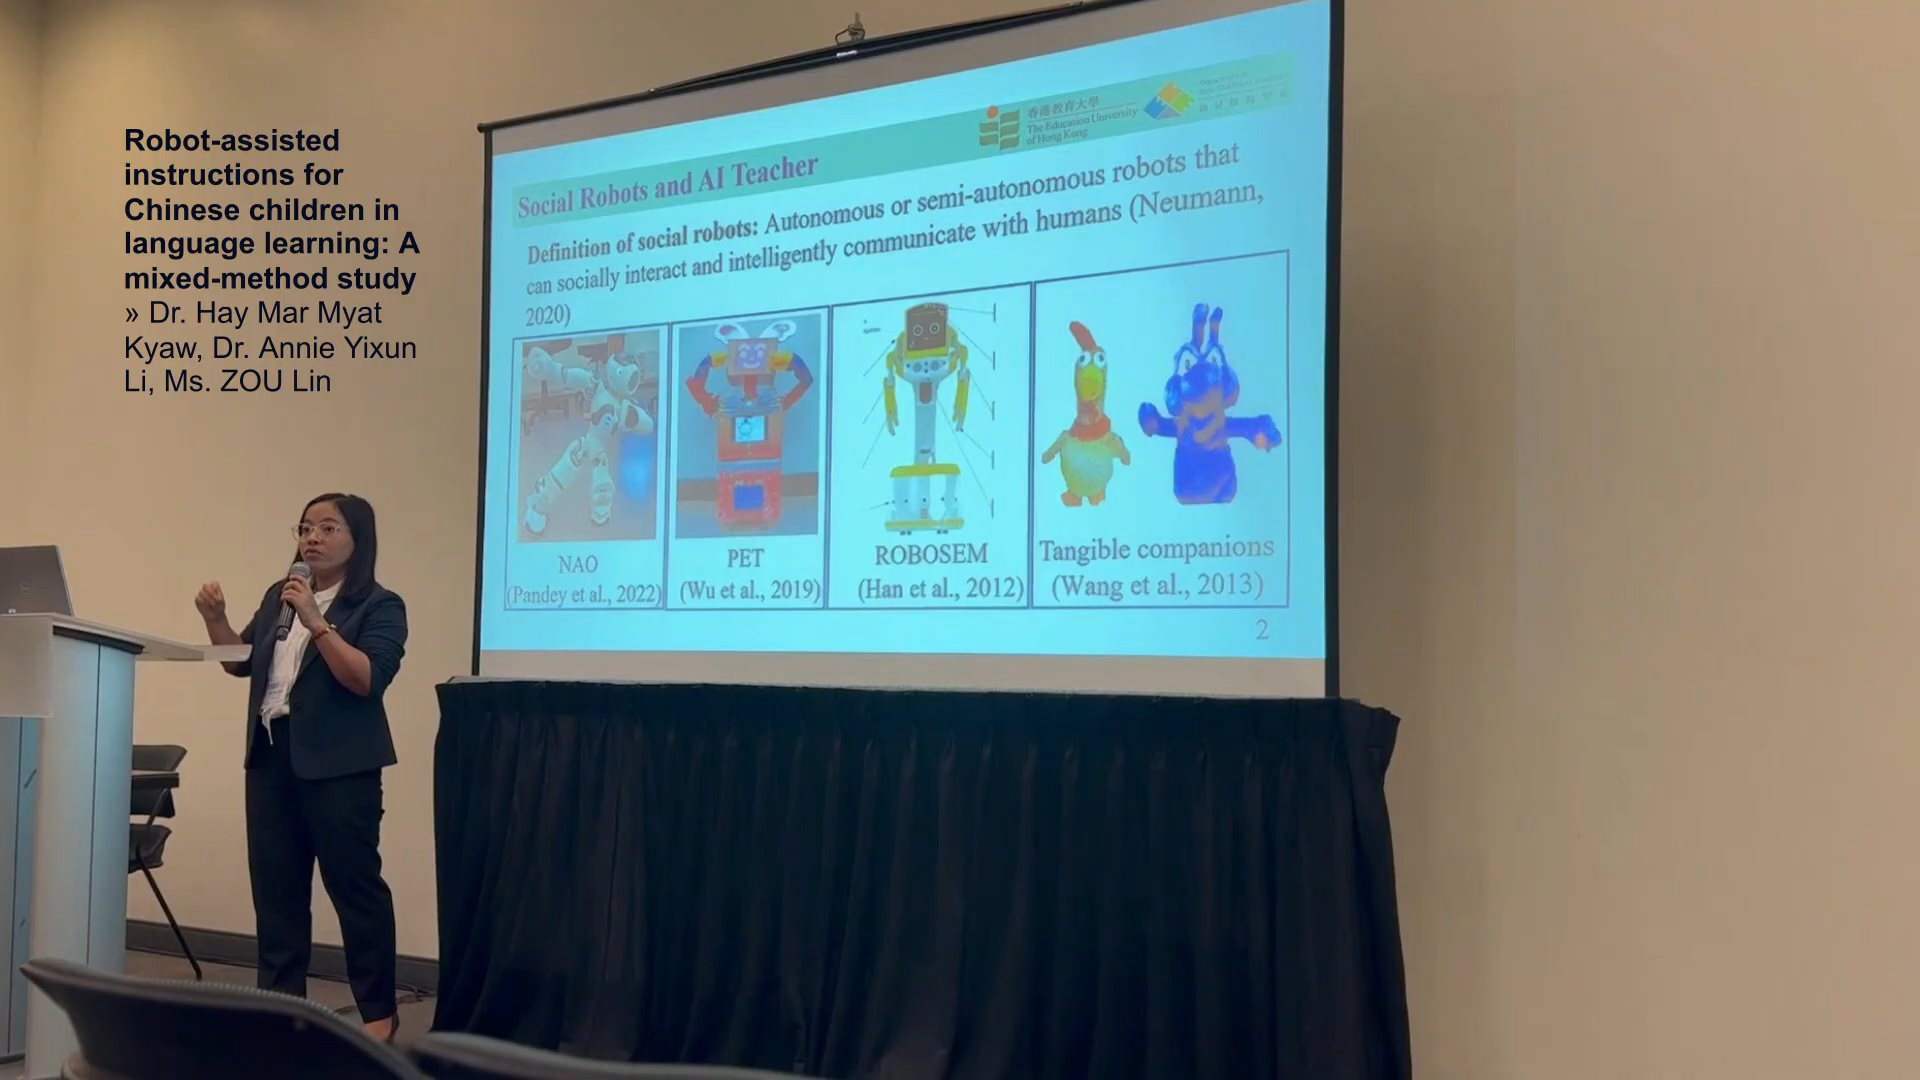 Robot-assisted
instructions for
Chinese children in
language learning: A
mixed-method study
» Dr. Hay Mar Myat
Kyaw, Dr. Annie Yixun
Li, Ms. ZOU Lin
香港教育大學
The Education University
of Hong Kong
Social Robots and AI Teacher
Definition of social robots: Autonomous or semi-autonomous robots that
can socially interact and intelligently communicate with humans (Neumann,
2020)
NAO
(Pandey et al., 2022)
PET
(Wu et al., 2019)
ROBOSEM
(Han et al., 2012)
Tangible companions
(Wang et al., 2013)
2